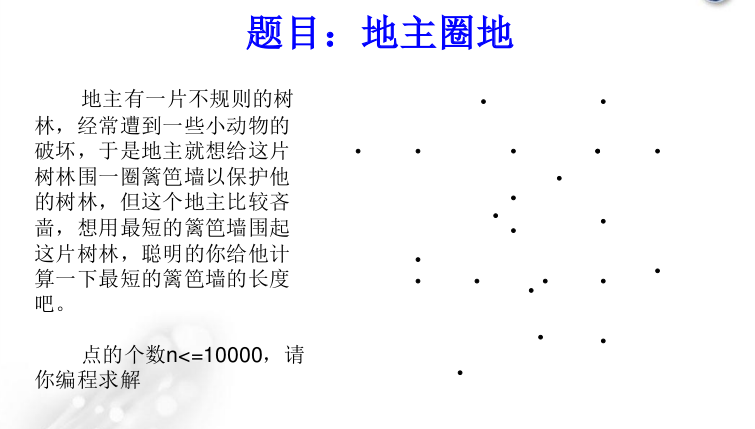 题目：地主圈地
地主有一片不规则的树
林，经常遭到一些小动物的
破坏，于是地主就想给这片
树林围一圈篱笆墙以保护他
的树林，但这个地主比较吝
啬，想用最短的篱笆墙围起
这片树林，聪明的你给他计
算一下最短的篱笆墙的长度
吧。
点的个数n<=10000，请
你编程求解